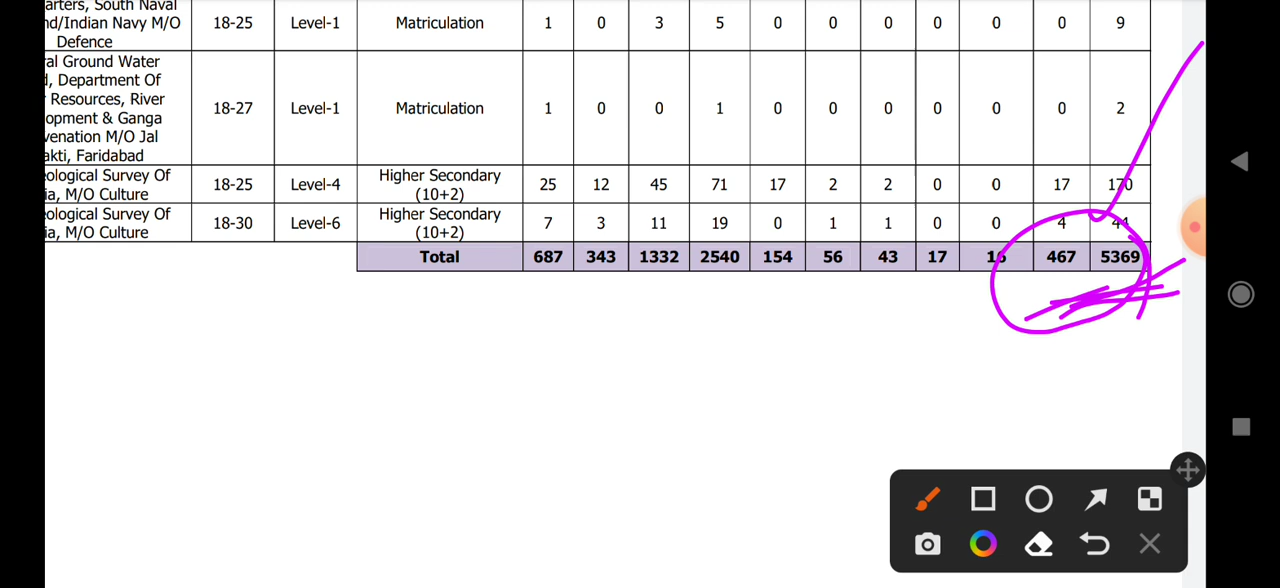 arters, South Naval
nd/Indian Navy M/O
Defence
18-25 Level-1 Matriculation 1 0 3 5 0 0 0 0 0 0 9
ral Ground Water
d, Department Of
Resources, River
opment & Ganga
venation M/O Jal
akti, Faridabad
18-27 Level-1 Matriculation 1 0 0 1 0 0 0 0 0 0 2
ological Survey Of
ia, M/O Culture
18-25 Level-4 Higher Secondary
(10+2)
25 12 45 71 17 2 2 0 0 17 170
ological Survey Of
ia, M/O Culture
18-30 Level-6 Higher Secondary
(10+2)
7 3 11 19 0 1 1 0 0 4 44
Total 687 343 1332 2540 154 56 43 17 16 467 5369